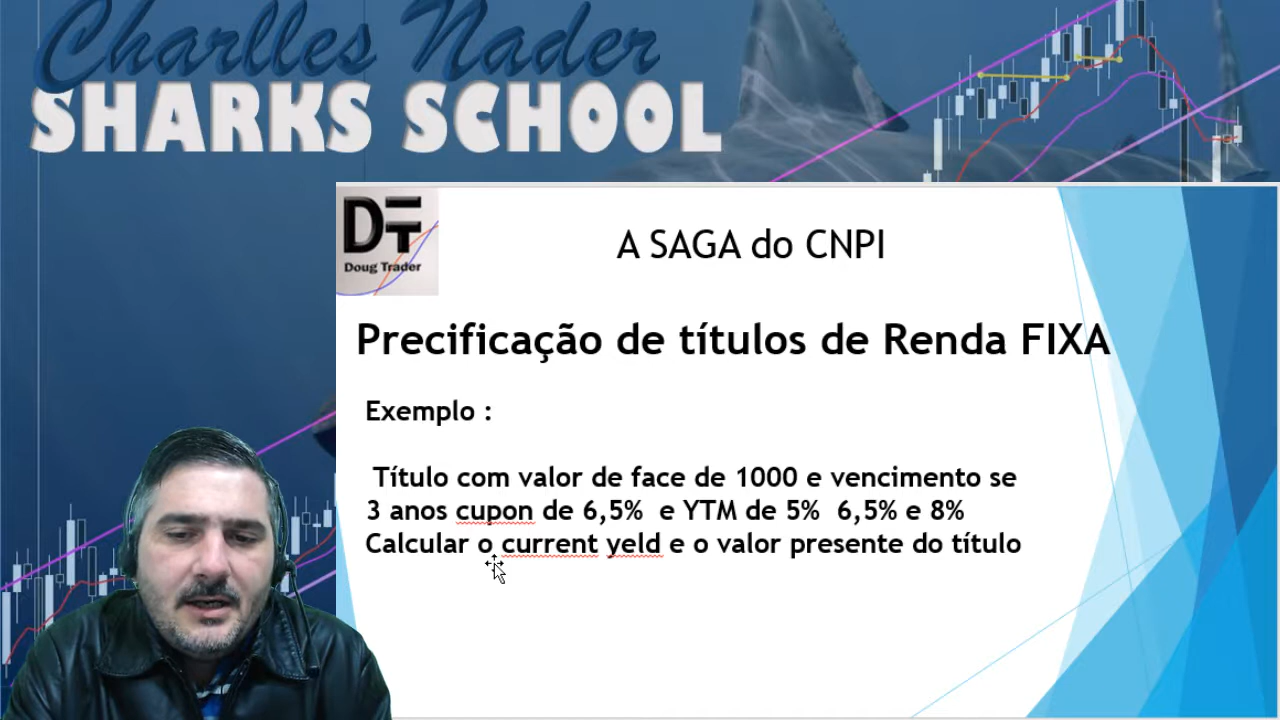 Charlles Nader
SHARKS SCHOOL
DT
Doug Trader
A SAGA do CNPI
Precificação de títulos de Renda FIXA
Exemplo :
Título com valor de face de 1000 e vencimento se
3 anos cupon de 6,5% e YTM de 5% 6,5% e 8%
Calcular o current yeld e o valor presente do título